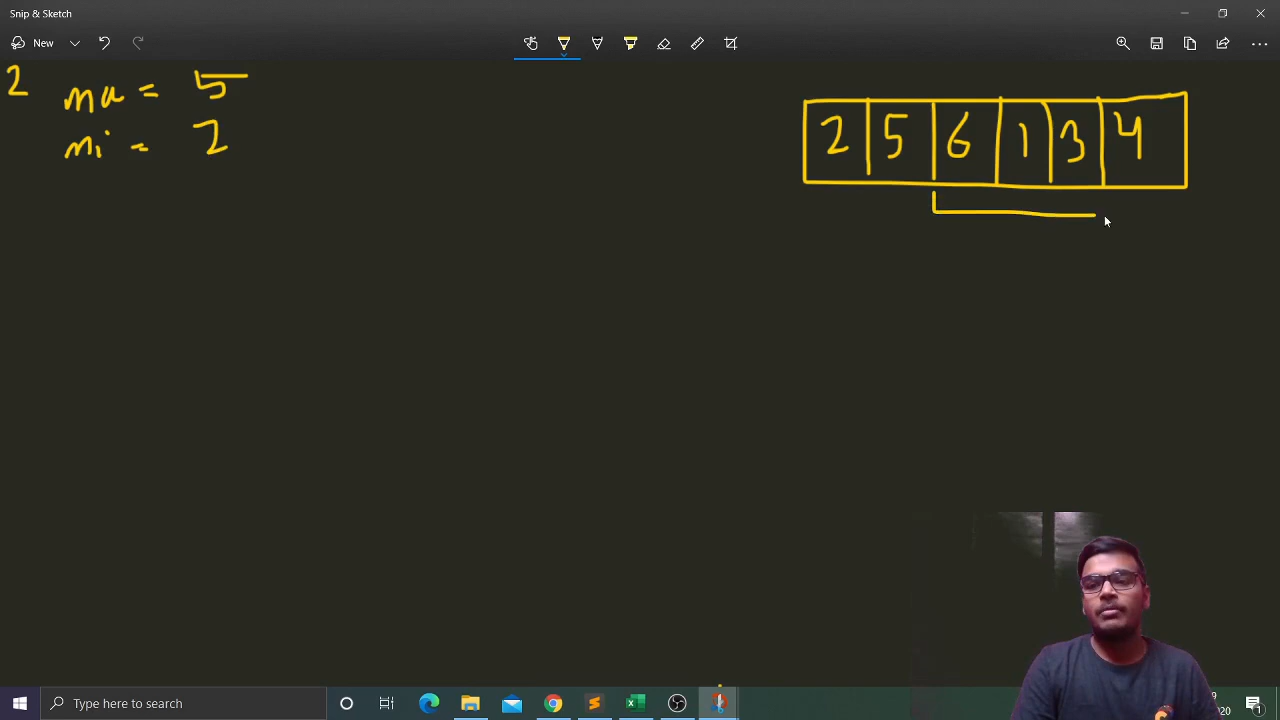 Snip & Sketch
New
2
ma = 5
mi = 2
2 5 6 1 3 4
Type here to search